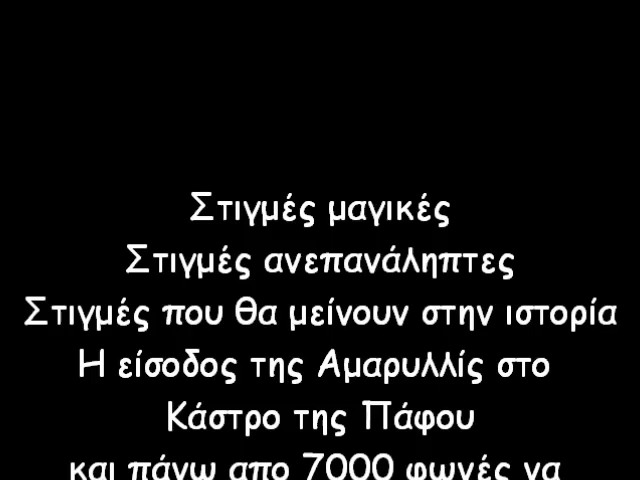 Στιγμές μαγικές
Στιγμές ανεπανάληπτες
Στιγμές που θα μείνουν στην ιστορία
Η είσοδος της Αμαρυλλίς στο
Κάστρο της Πάφου
και πάνω απο 7000 φωνές να